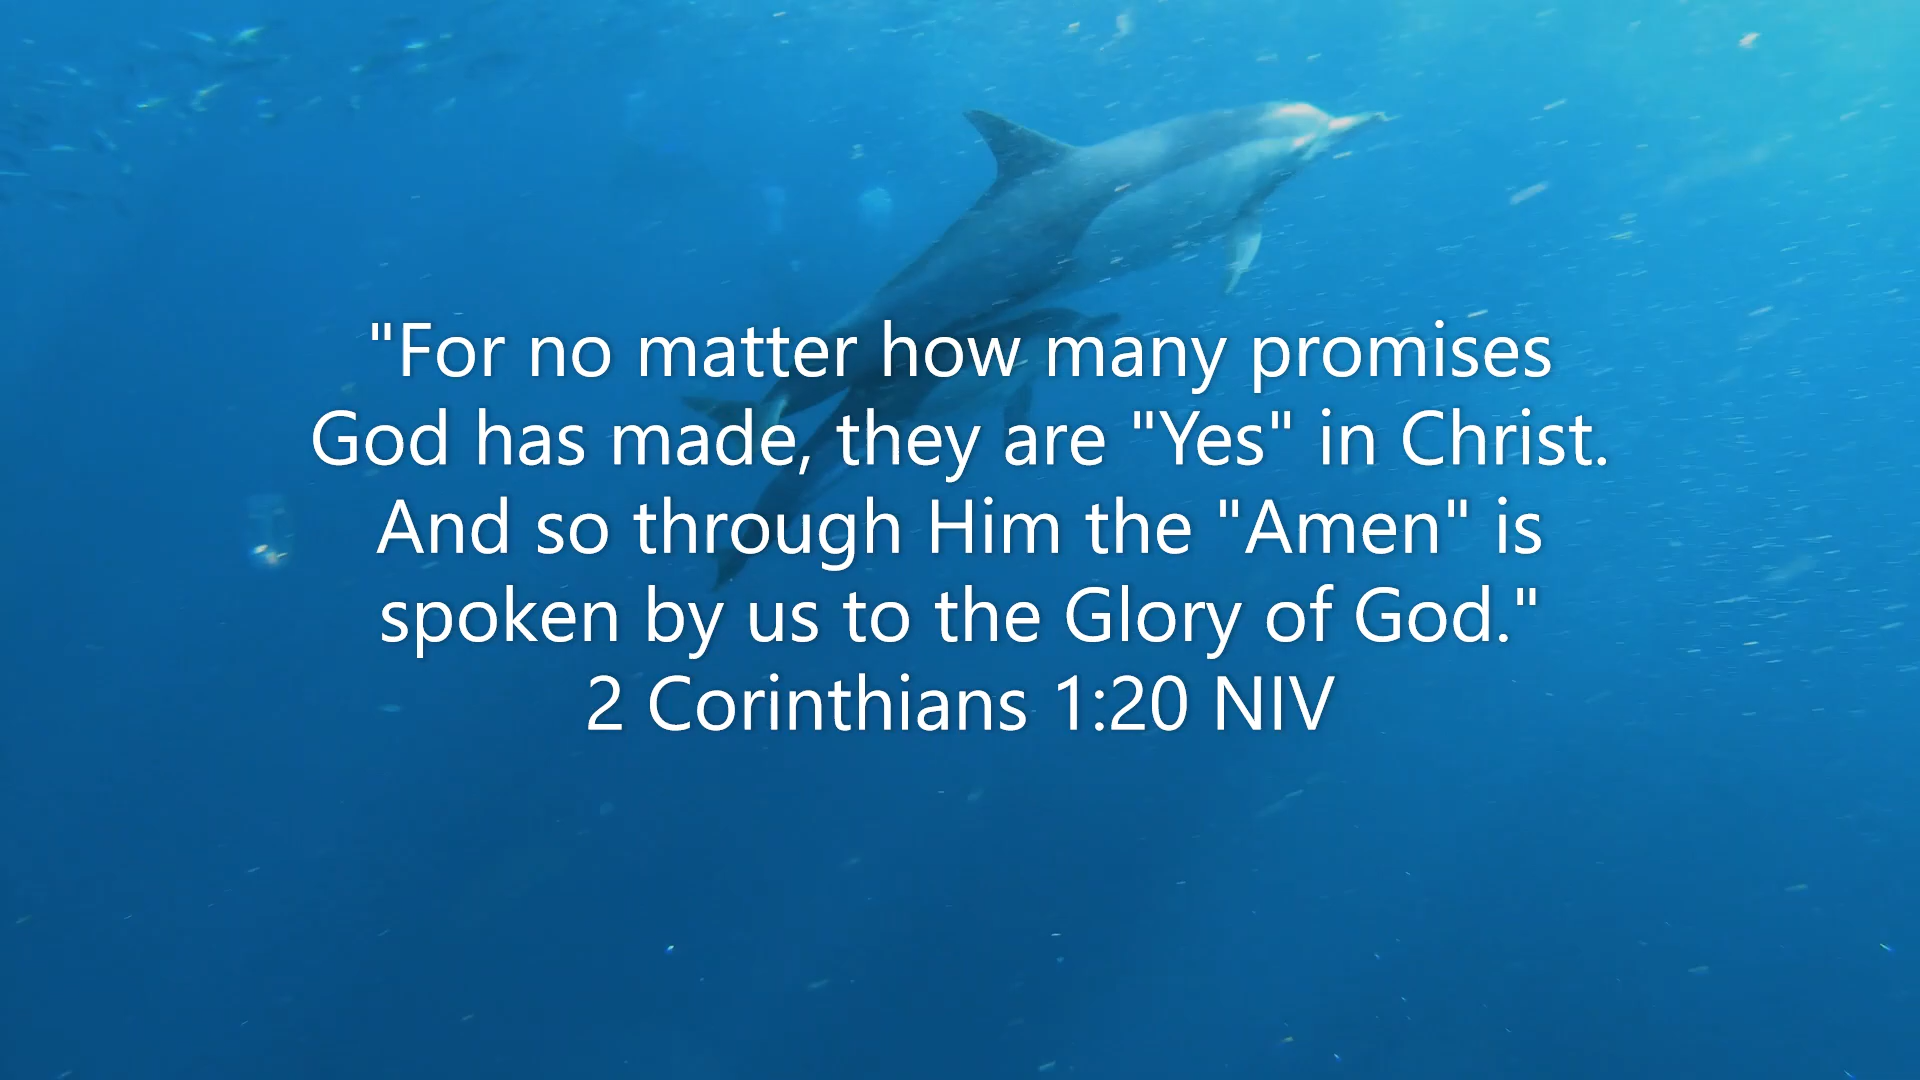 "For no matter how many promises
God has made, they are "Yes" in Christ.
And so through Him the "Amen" is
spoken by us to the Glory of God."
2 Corinthians 1:20 NIV